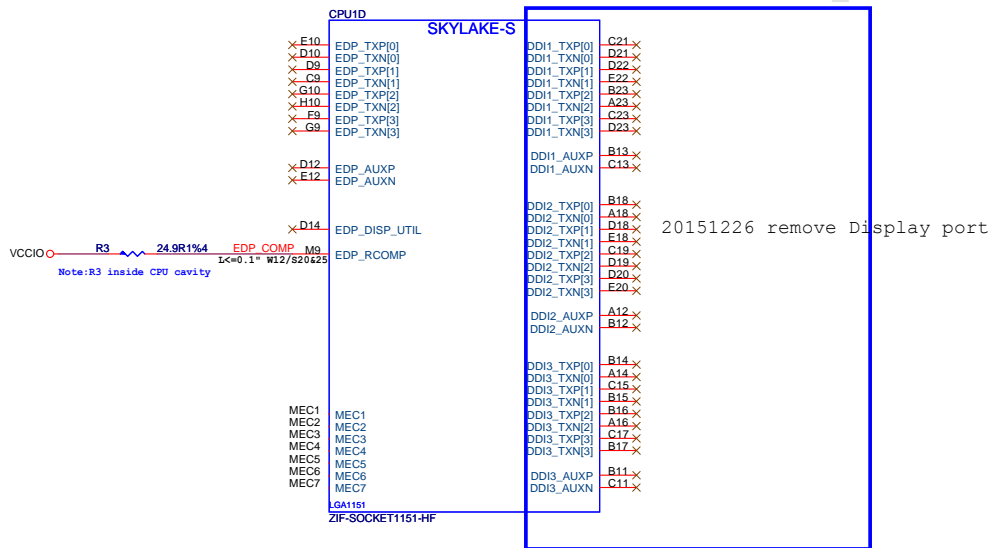 CPU1D
SKYLAKE-S
E10 EDP_TXP[0]
D10 EDP_TXN[0]
D9 EDP_TXP[1]
C9 EDP_TXN[1]
G10 EDP_TXP[2]
H10 EDP_TXN[2]
F9 EDP_TXP[3]
G9 EDP_TXN[3]
D12 EDP_AUXP
E12 EDP_AUXN
D14 EDP_DISP_UTIL
VCCIO R3 24.9R1%4 EDP_COMP M9 EDP_RCOMP
L<=0.1" W12/S20&25
Note:R3 inside CPU cavity
MEC1 MEC1
MEC2 MEC2
MEC3 MEC3
MEC4 MEC4
MEC5 MEC5
MEC6 MEC6
MEC7 MEC7
LGA1151
ZIF-SOCKET1151-HF
DDI1_TXP[0] C21
DDI1_TXN[0] D21
DDI1_TXP[1] D22
DDI1_TXN[1] E22
DDI1_TXP[2] B23
DDI1_TXN[2] A23
DDI1_TXP[3] C23
DDI1_TXN[3] D23
DDI1_AUXP B13
DDI1_AUXN C13
DDI2_TXP[0] B18
DDI2_TXN[0] A18
DDI2_TXP[1] D18
DDI2_TXN[1] E18
DDI2_TXP[2] C19
DDI2_TXN[2] D19
DDI2_TXP[3] D20
DDI2_TXN[3] E20
DDI2_AUXP A12
DDI2_AUXN B12
DDI3_TXP[0] B14
DDI3_TXN[0] A14
DDI3_TXP[1] C15
DDI3_TXN[1] B15
DDI3_TXP[2] B16
DDI3_TXN[2] A16
DDI3_TXP[3] C17
DDI3_TXN[3] B17
DDI3_AUXP B11
DDI3_AUXN C11
20151226 remove Display port